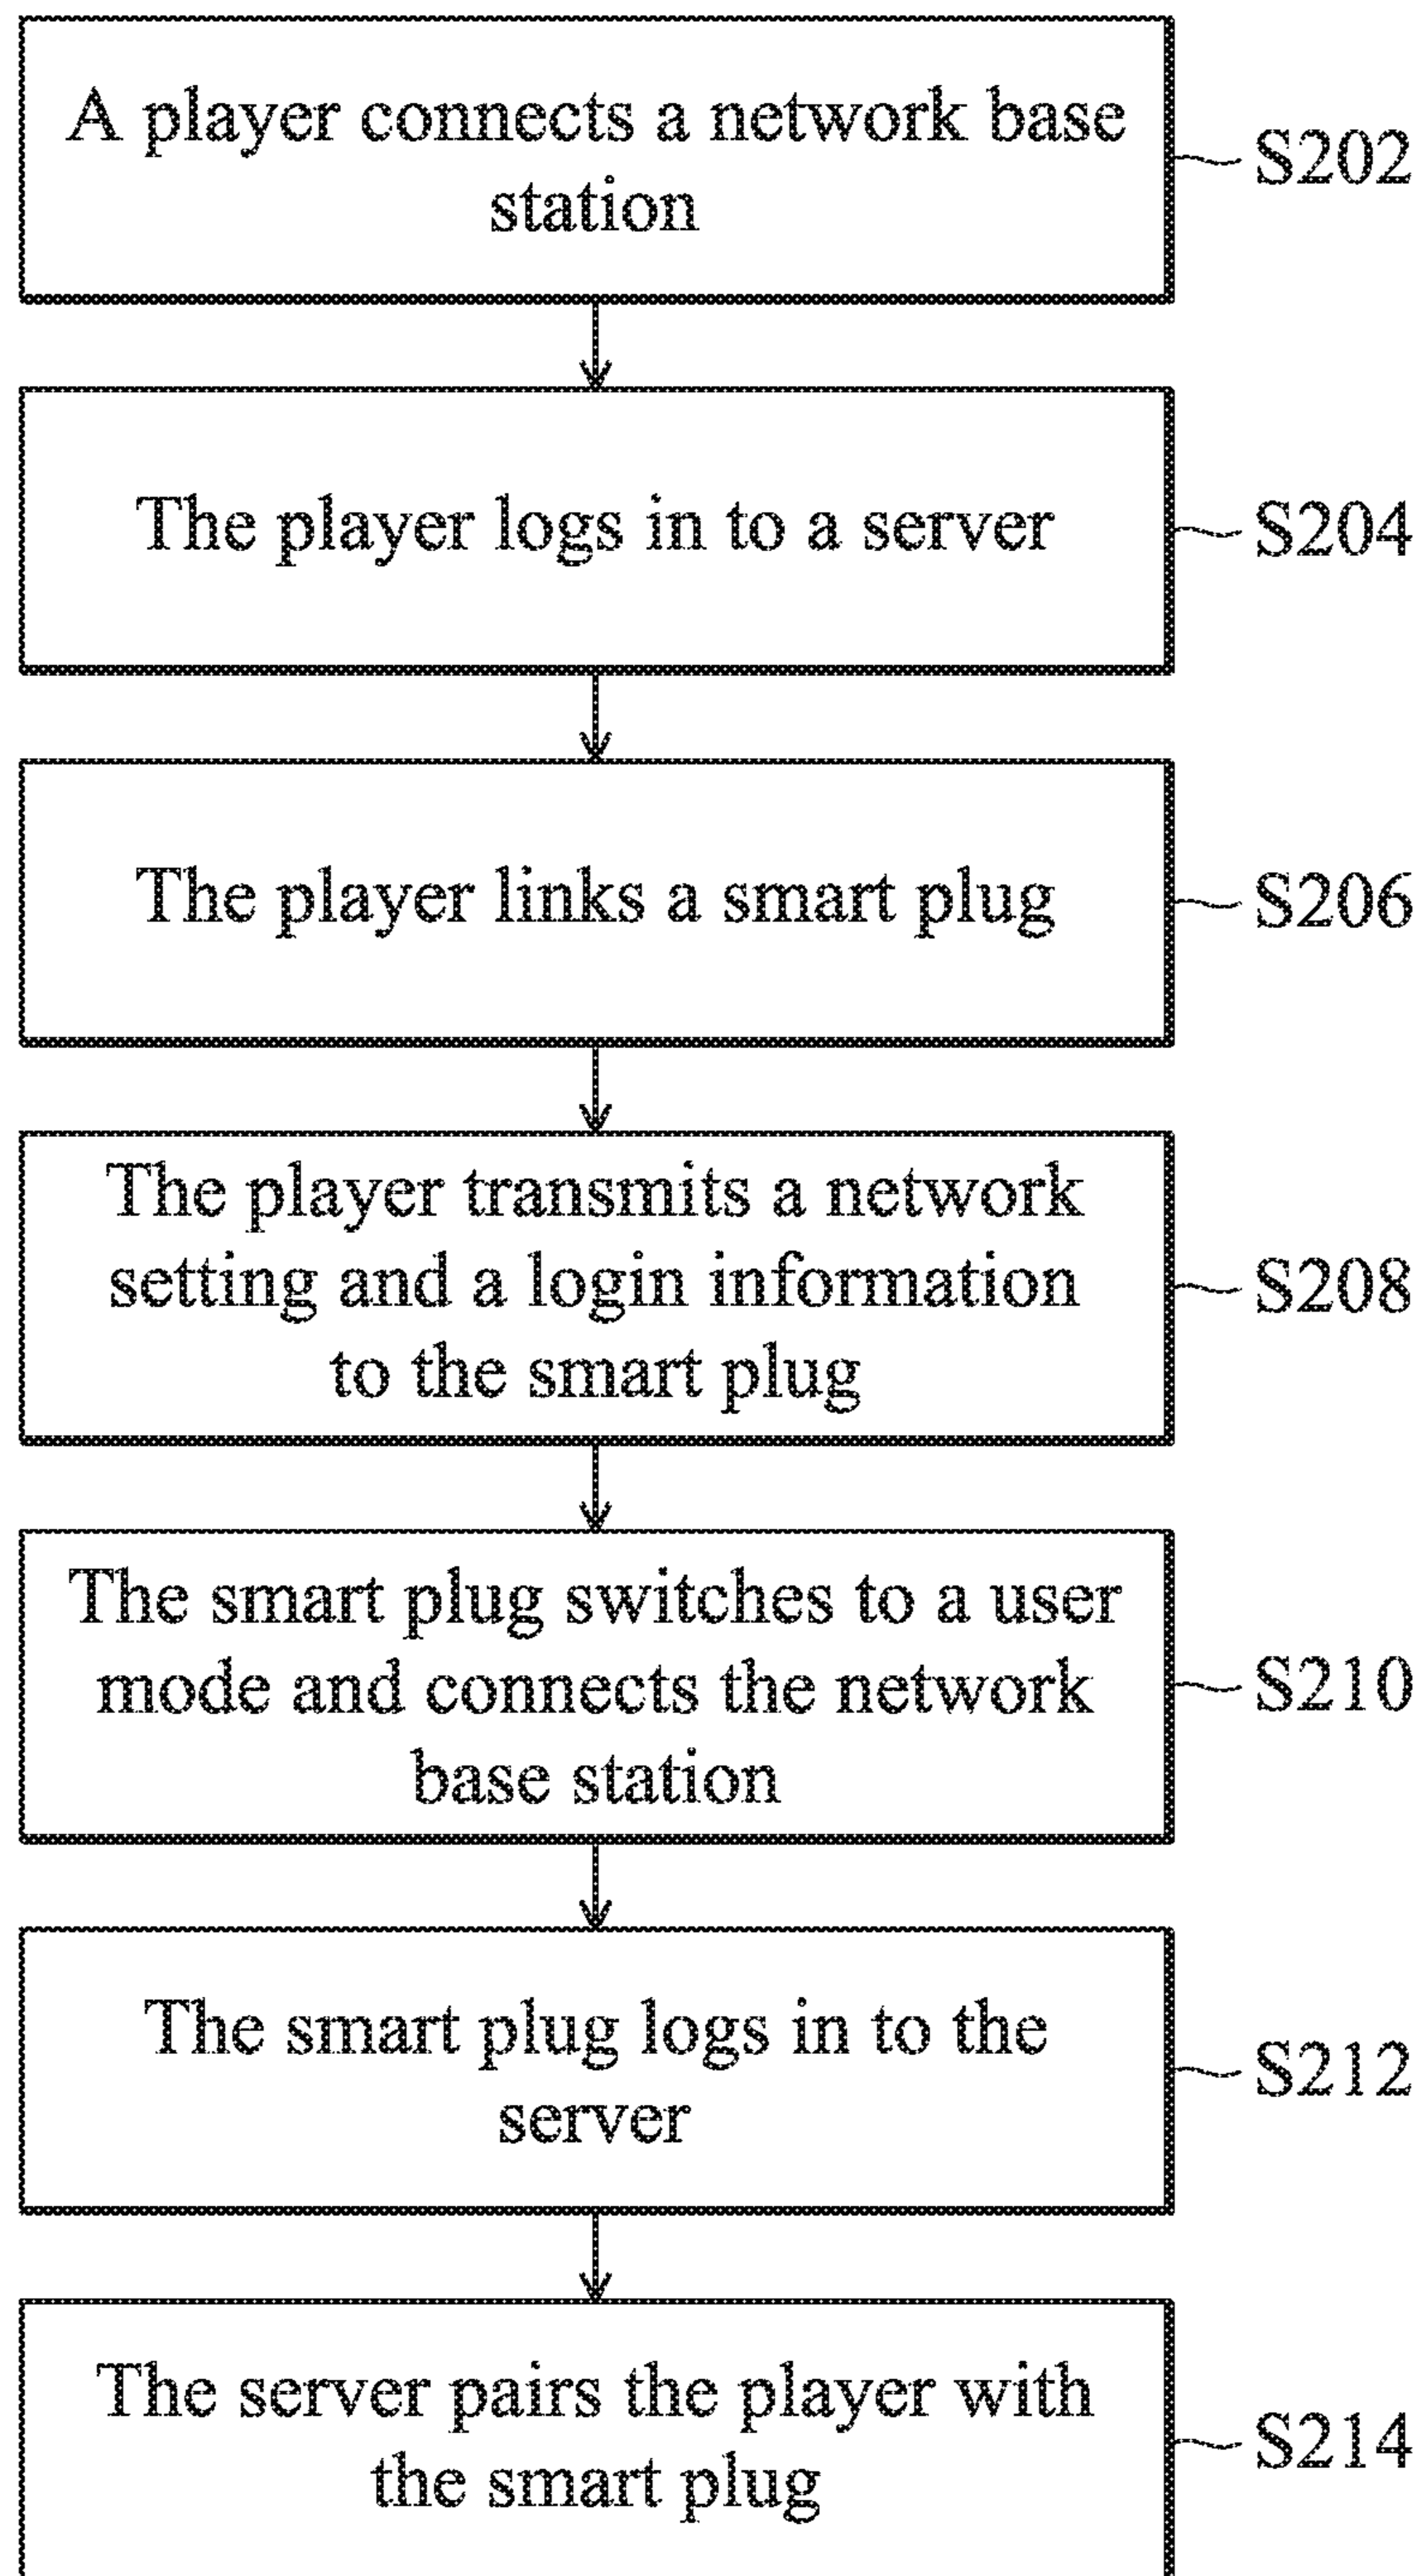 A player connects a network base
station
S202
The player logs in to a server
S204
The player links a smart plug
S206
The player transmits a network
setting and a login information
to the smart plug
S208
The smart plug switches to a user
mode and connects the network
base station
S210
The smart plug logs in to the
server
S212
The server pairs the player with
the smart plug
S214